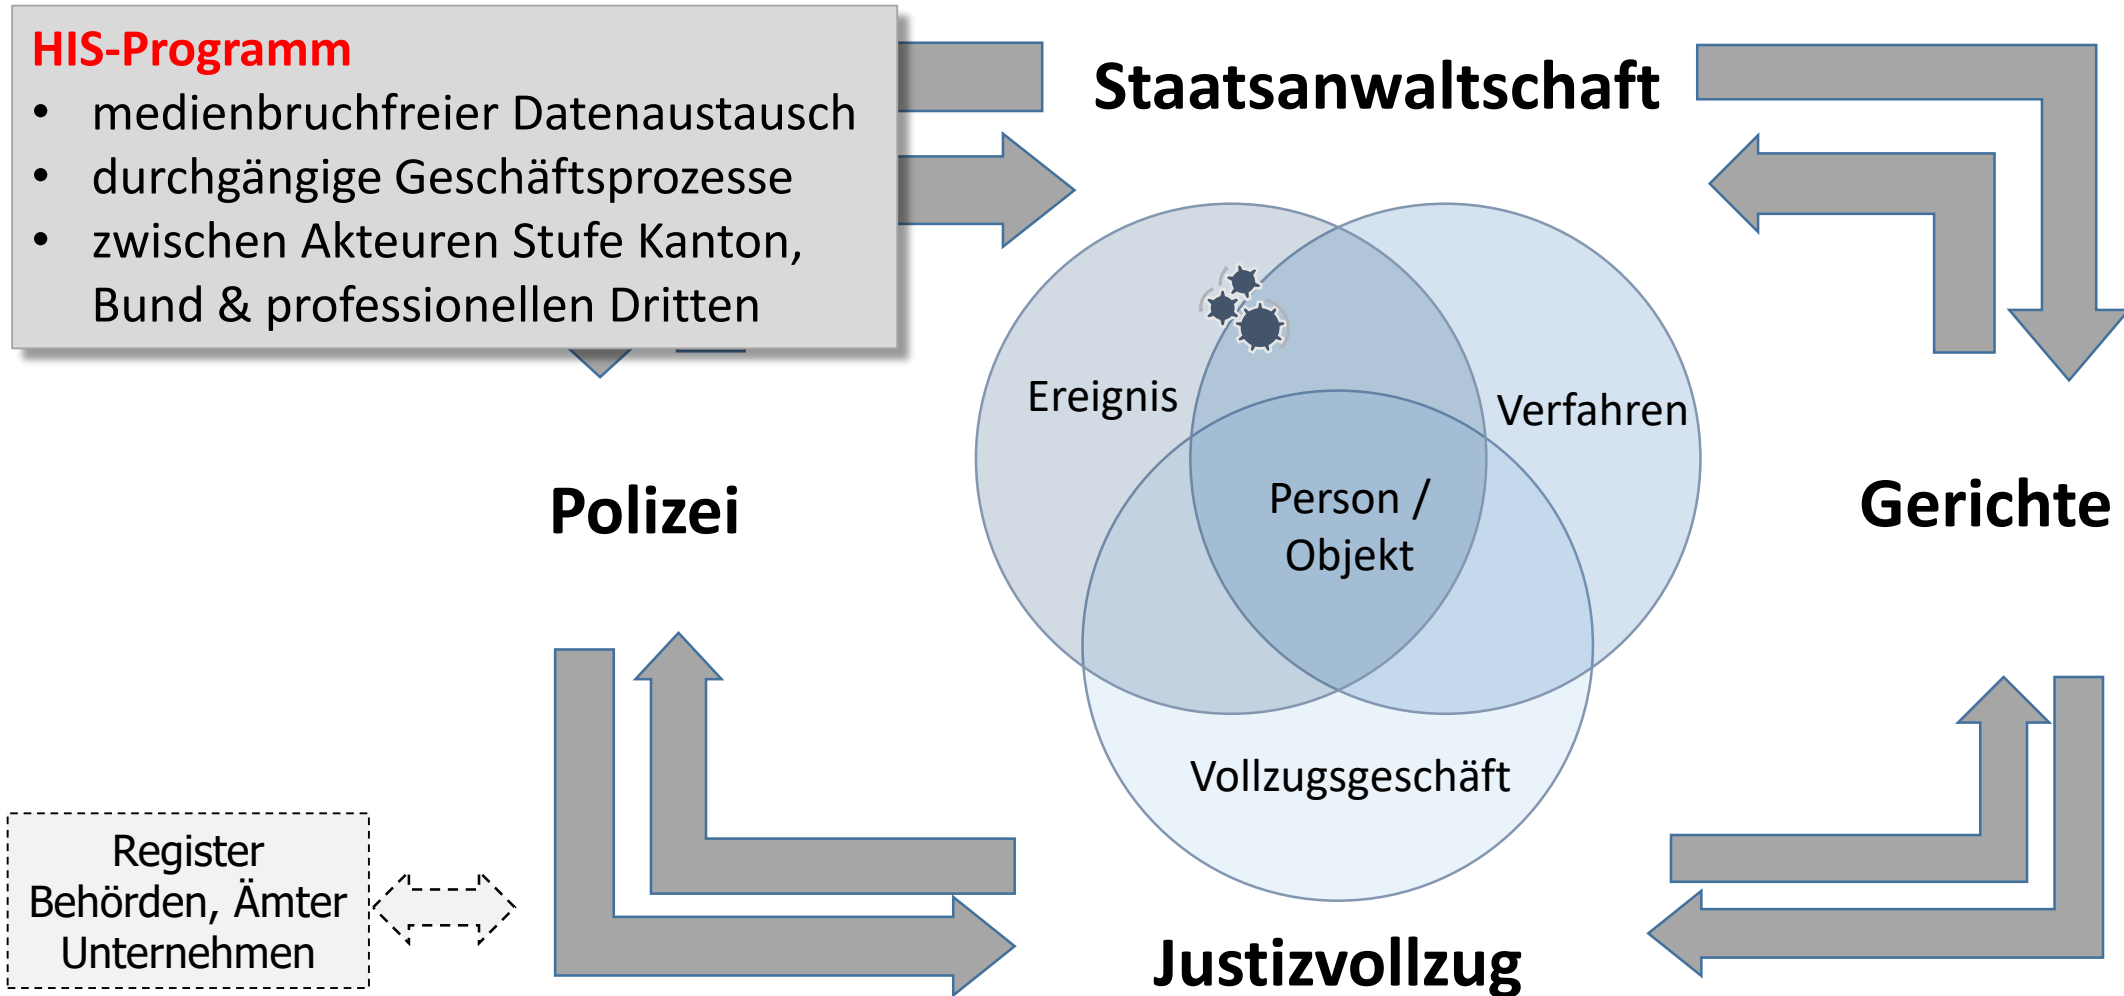 HIS-Programm
• medienbruchfreier Datenaustausch
• durchgängige Geschäftsprozesse
• zwischen Akteuren Stufe Kanton,
Bund & professionellen Dritten
Staatsanwaltschaft
Ereignis
Verfahren
Person /
Objekt
Polizei
Gerichte
Vollzugsgeschäft
Register
Behörden, Ämter
Unternehmen
Justizvollzug